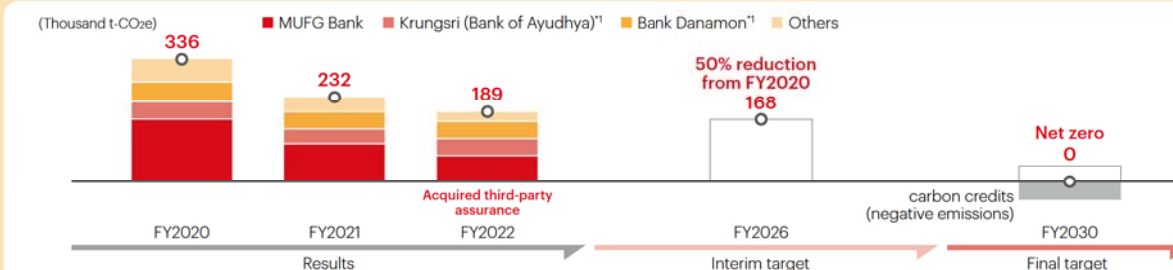 (Thousand t-CO2e)
MUFG Bank
Krungsri (Bank of Ayudhya)*1
Bank Danamon*1
Others
336
232
189
50% reduction
from FY2020
168
Net zero
0
Acquired third-party
assurance
carbon credits
(negative emissions)
FY2020
FY2021
FY2022
FY2026
FY2030
Results
Interim target
Final target